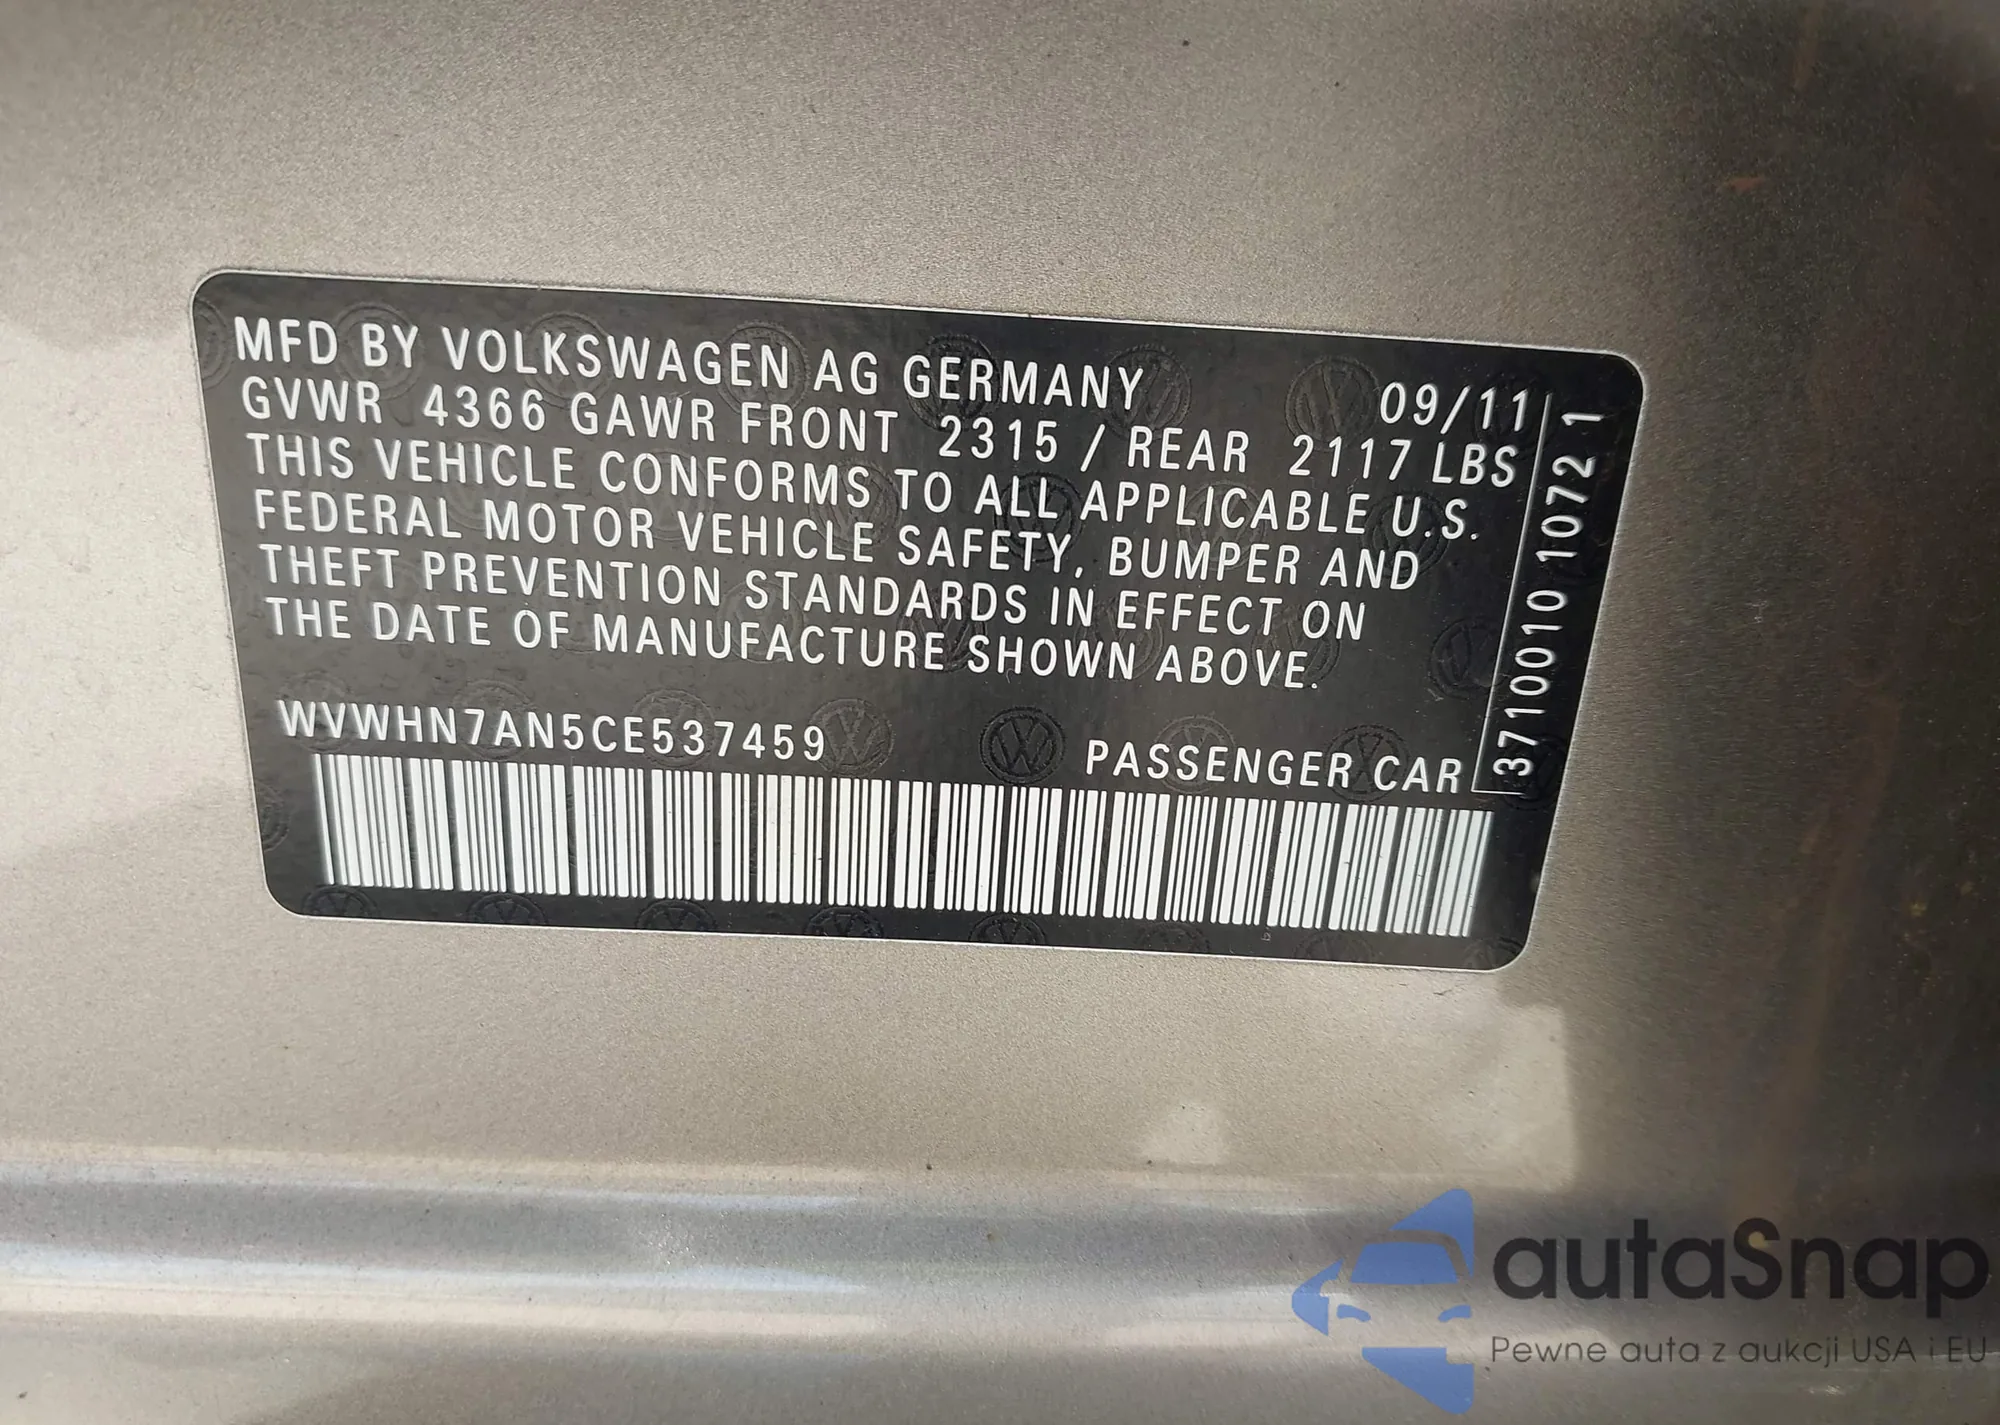 MFD BY VOLKSWAGEN AG GERMANY 09/11
GVWR 4366 GAWR FRONT 2315 / REAR 2117 LBS
THIS VEHICLE CONFORMS TO ALL APPLICABLE U.S.
FEDERAL MOTOR VEHICLE SAFETY, BUMPER AND
THEFT PREVENTION STANDARDS IN EFFECT ON
THE DATE OF MANUFACTURE SHOWN ABOVE.
WVWHN7AN5CE537459 PASSENGER CAR
3710010 1072 1
autaSnap
Pewne auta z aukcji USA i EU